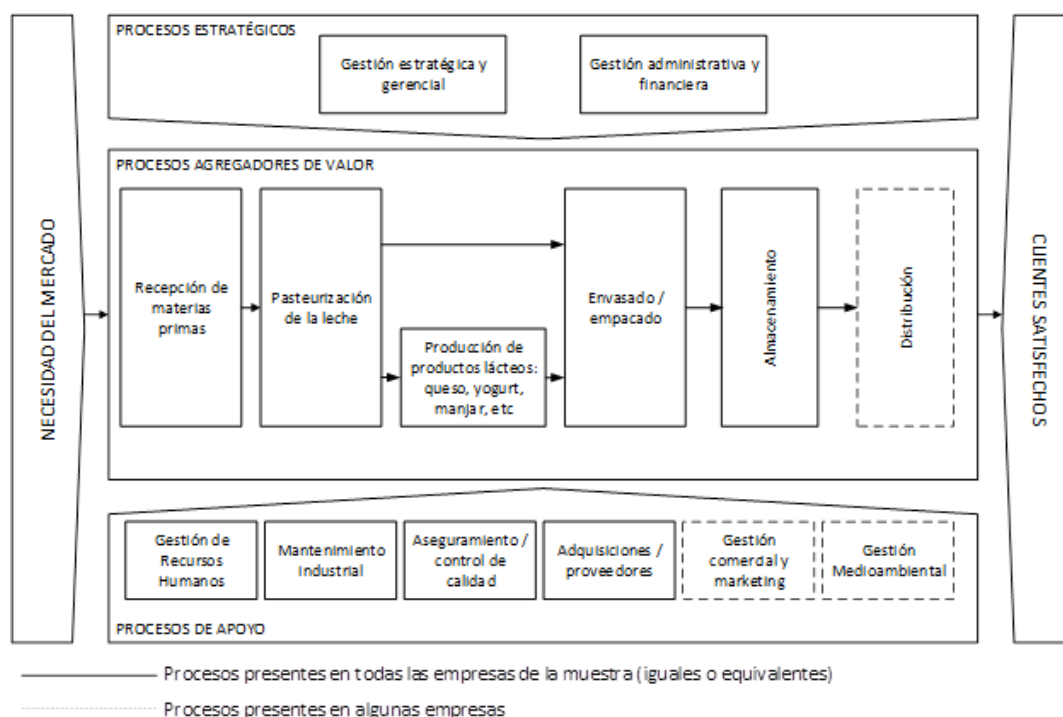 NECESIDAD DEL MERCADO
PROCESOS ESTRATÉGICOS
Gestión estratégica y
gerencial
Gestión administrativa y
financiera
PROCESOS AGREGADORES DE VALOR
Recepción de
materias
primas
Pasteurización
de la leche
Producción de
productos lácteos:
queso, yogurt,
manjar, etc
Envasado /
empacado
Almacenamiento
Distribución
Gestión de
Recursos
Humanos
Mantenimiento
industrial
Aseguramiento /
control de
calidad
Adquisiciones /
proveedores
Gestión
comercial y
marketing
Gestión
Medioambiental
PROCESOS DE APOYO
CLIENTES SATISFECHOS
Procesos presentes en todas las empresas de la muestra (iguales o equivalentes)
Procesos presentes en algunas empresas